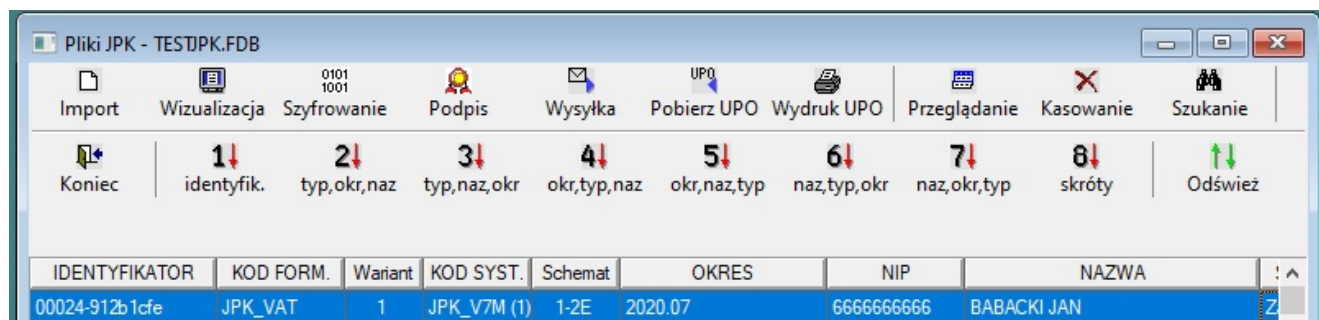 Pliki JPK - TESTJPK.FDB
0101
1001
UPO
Import Wizualizacja Szyfrowanie Podpis Wysyłka Pobierz UPO Wydruk UPO Przeglądanie Kasowanie Szukanie
1 2 3 4 5 6 7 8
Koniec identyfik. typ,okr,naz typ,naz,okr okr,typ,naz okr,naz,typ naz,typ,okr naz,okr,typ skróty Odśwież
IDENTYFIKATOR KOD FORM. Wariant KOD SYST. Schemat OKRES NIP NAZWA
00024-912b1cfe JPK_VAT 1 JPK_V7M (1) 1-2E 2020.07 6666666666 BABACKI JAN